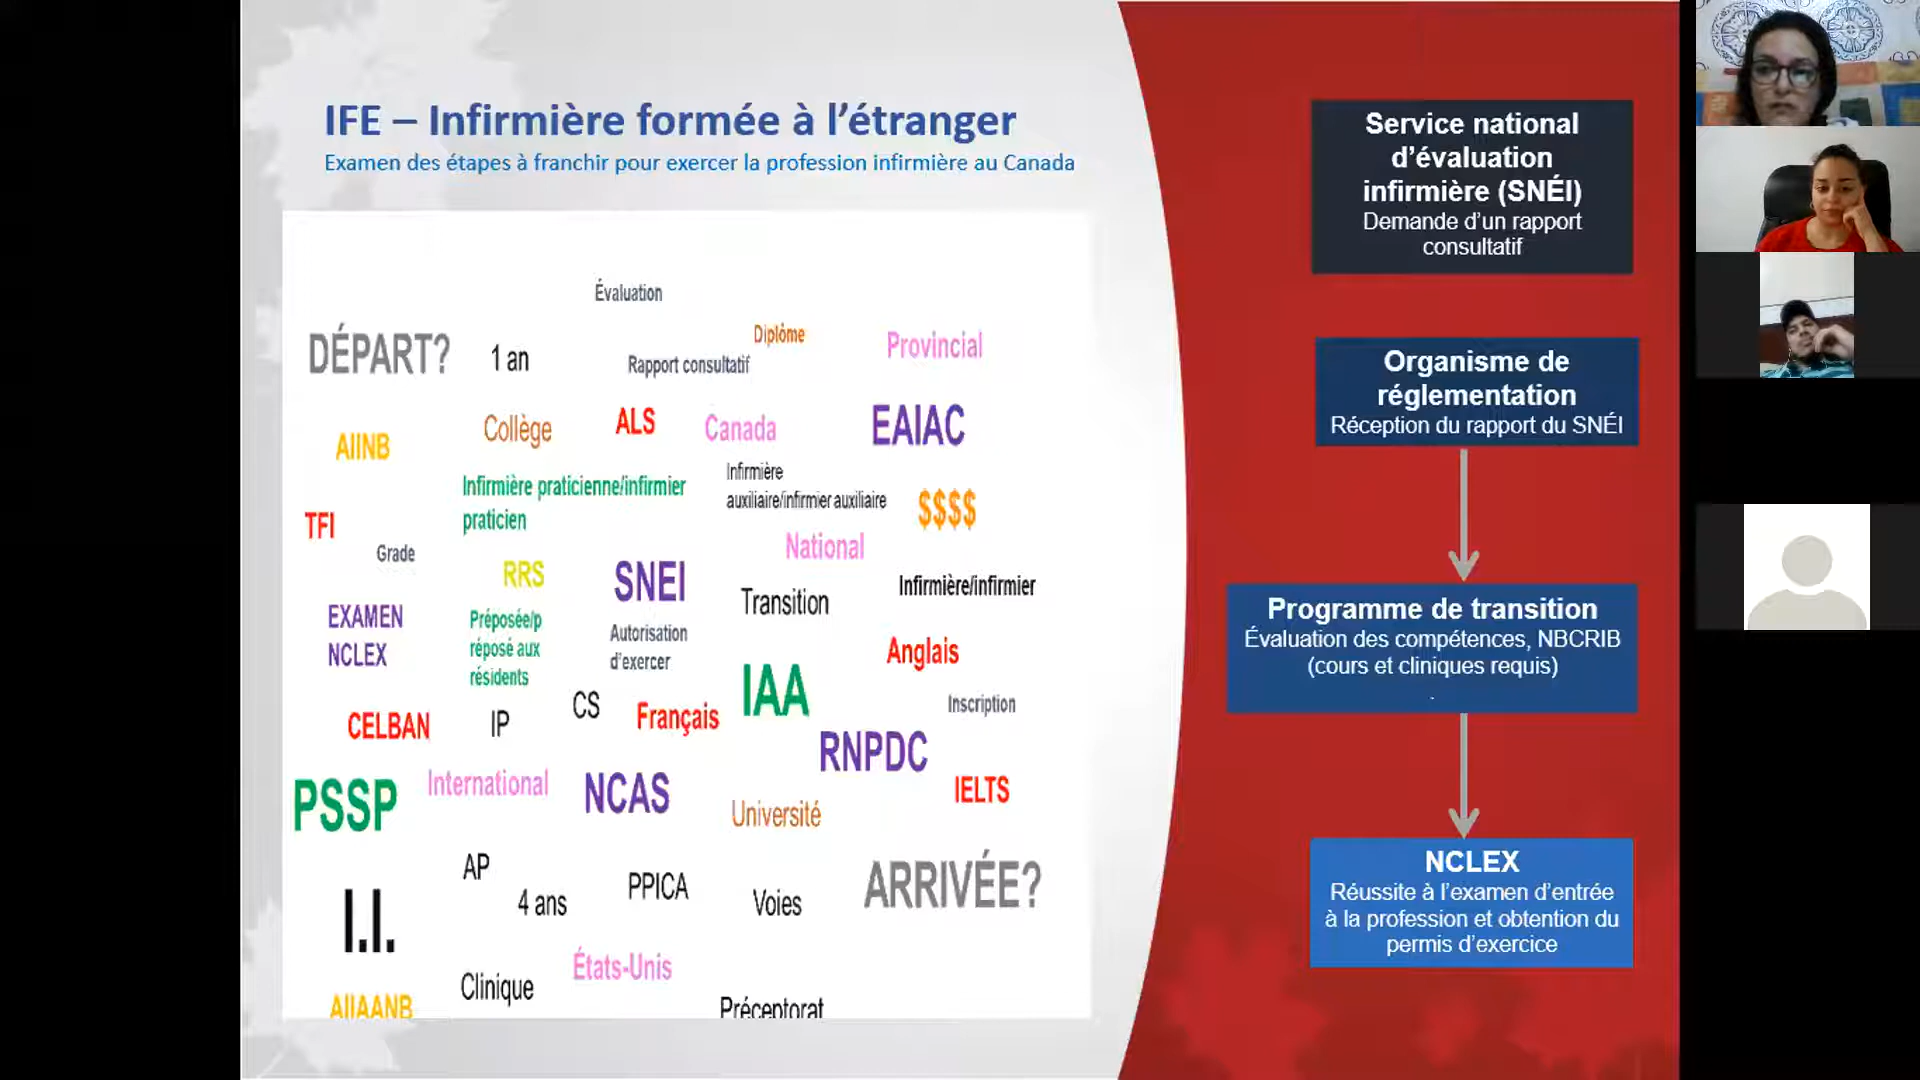 IFE – Infirmière formée à l'étranger
Examen des étapes à franchir pour exercer la profession infirmière au Canada
Évaluation
DÉPART?
1 an
Rapport consultatif
Diplôme
Provincial
AIINB
Collège
ALS
Canada
EAIAC
Infirmière praticienne/infirmier
praticien
Infirmière
auxiliaire/infirmier auxiliaire
$$$$
TFI
Grade
RRS
SNEI
National
Transition
Infirmière/infirmier
EXAMEN
NCLEX
Préposée/p
réposé aux
résidents
Autorisation
d'exercer
IAA
Anglais
Inscription
CELBAN
IP
CS
Français
RNPDC
PSSP
International
NCAS
Université
IELTS
AP
4 ans
PPICA
Voies
ARRIVÉE?
I.I.
Clinique
États-Unis
AIIAANB
Préceptorat
Service national
d'évaluation
infirmière (SNÉI)
Demande d'un rapport
consultatif
Organisme de
réglementation
Réception du rapport du SNÉI
Programme de transition
Évaluation des compétences, NBCRIB
(cours et cliniques requis)
.
NCLEX
Réussite à l'examen d'entrée
à la profession et obtention du
permis d'exercice